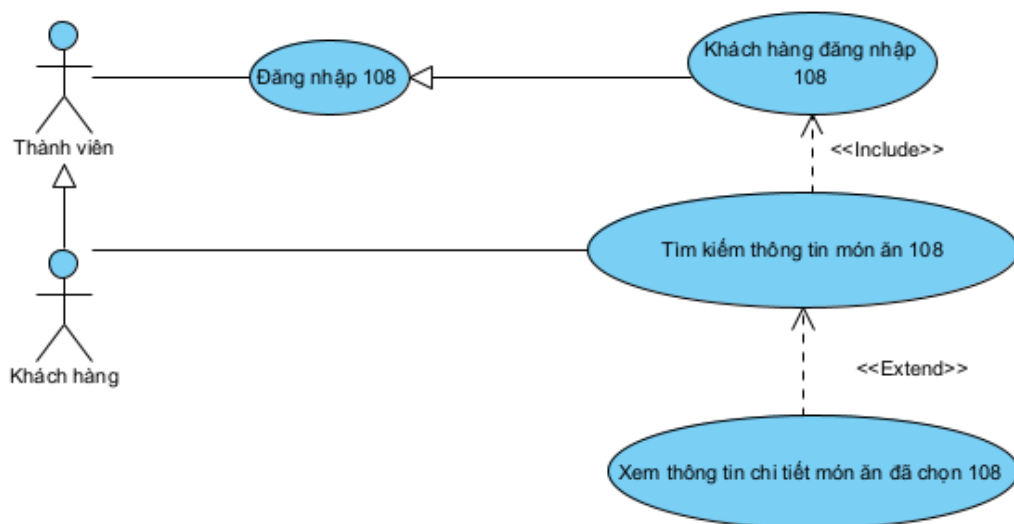 Đăng nhập 108
Khách hàng đăng nhập
108
Thành viên
<<Include>>
Tìm kiếm thông tin món ăn 108
Khách hàng
<<Extend>>
Xem thông tin chi tiết món ăn đã chọn 108